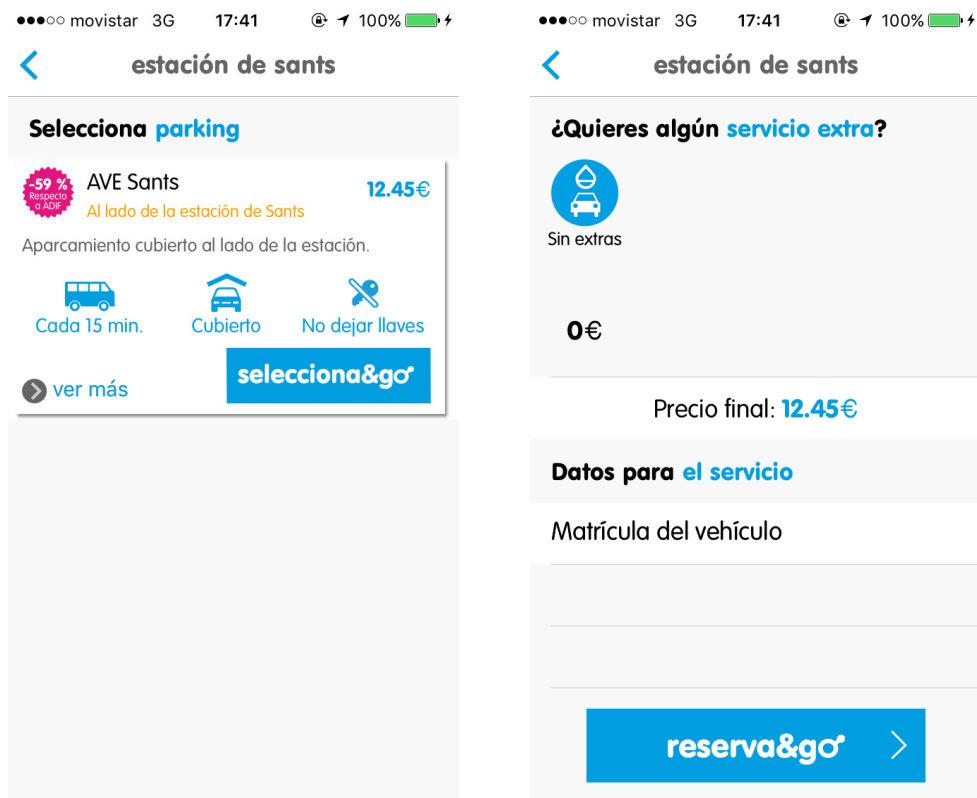 movistar 3G 17:41 100%
estación de sants
Selecciona parking
-59 %
Respecto
a ADIF
AVE Sants
12.45€
Al lado de la estación de Sants
Aparcamiento cubierto al lado de la estación.
Cada 15 min. Cubierto No dejar llaves
ver más
selecciona&go
movistar 3G 17:41 100%
estación de sants
¿Quieres algún servicio extra?
Sin extras
0€
Precio final: 12.45€
Datos para el servicio
Matrícula del vehículo
reserva&go